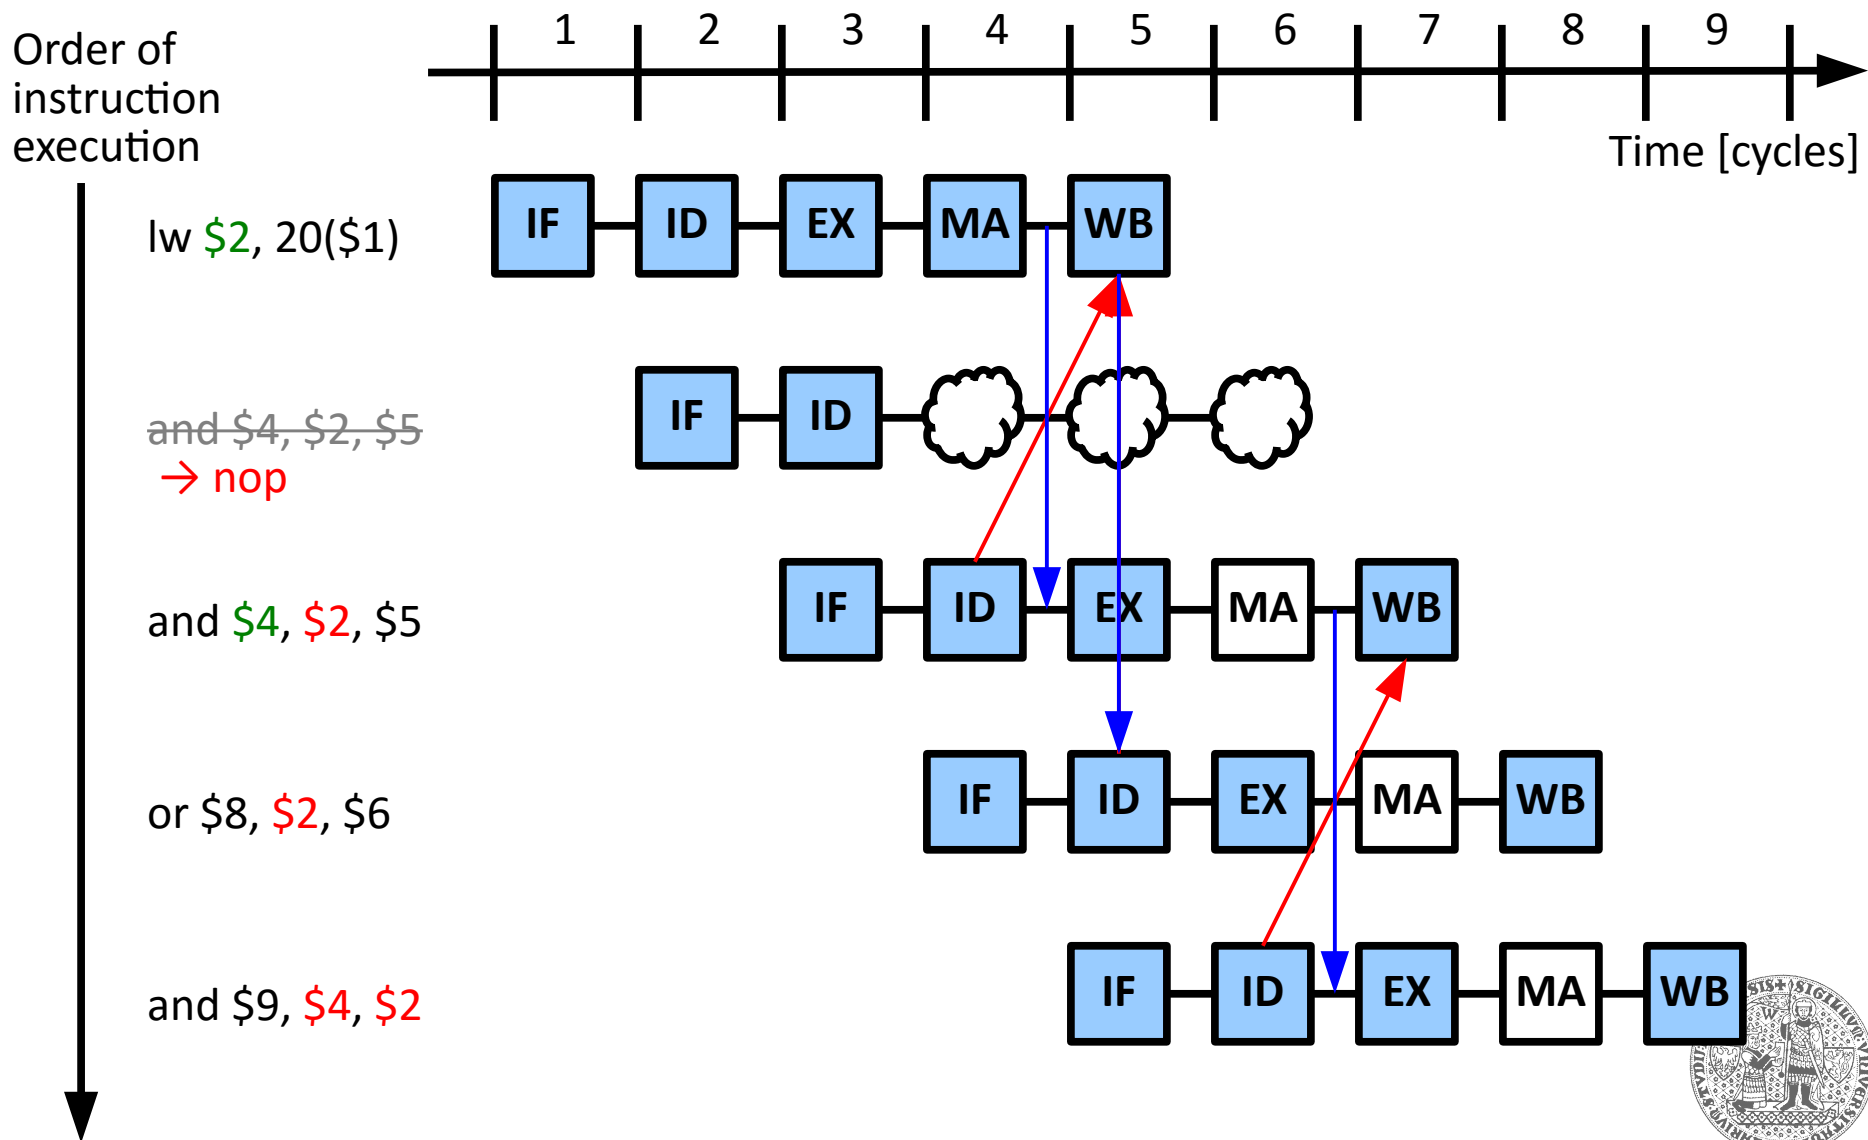 Order of
instruction
execution
1 2 3 4 5 6 7 8 9
Time [cycles]
lw $2, 20($1)
IF ID EX MA WB
and $4, $2, $5
→ nop
IF ID
and $4, $2, $5
IF ID EX MA WB
or $8, $2, $6
IF ID EX MA WB
and $9, $4, $2
IF ID EX MA WB